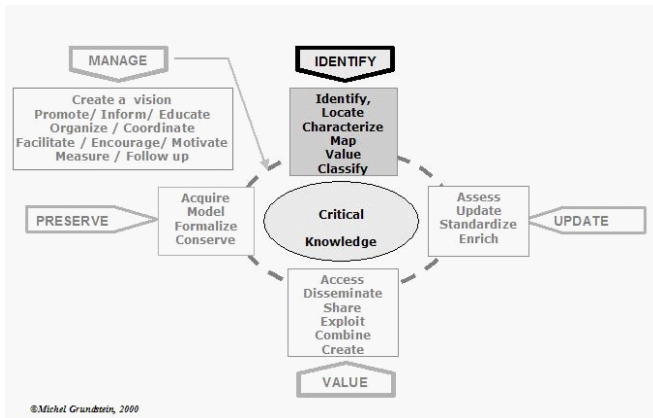 MANAGE
IDENTIFY
Create a vision
Promote/ Inform/ Educate
Organize / Coordinate
Facilitate / Encourage/ Motivate
Measure / Follow up
Identify,
Locate
Characterize
Map
Value
Classify
PRESERVE
Acquire
Model
Formalize
Conserve
Critical
Knowledge
Assess
Update
Standardize
Enrich
UPDATE
Access
Disseminate
Share
Exploit
Combine
Create
VALUE
©Michel Grundstein, 2000